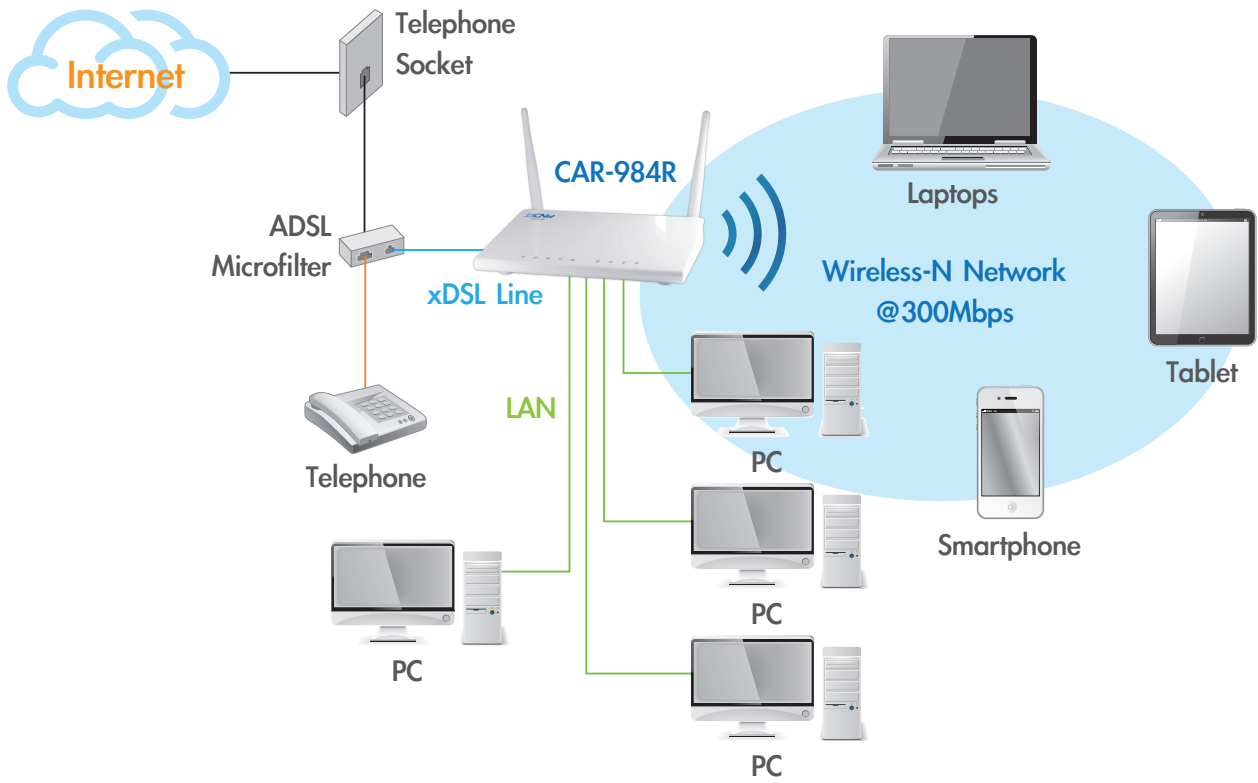 Internet
Telephone
Socket
CAR-984R
Laptops
ADSL
Microfilter
xDSL Line
Wireless-N Network
@300Mbps
Tablet
LAN
Telephone
PC
Smartphone
PC
PC
PC